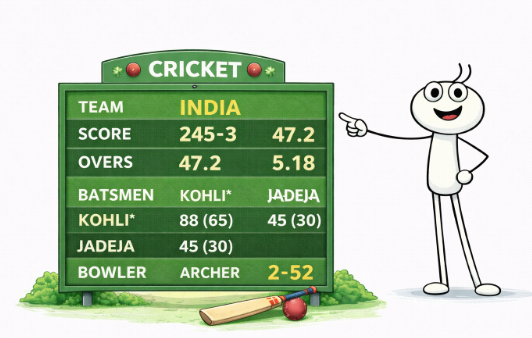 CRICKET
TEAM INDIA
SCORE 245-3 47.2
OVERS 47.2 5.18
BATSMEN KOHLI* JADEJA
KOHLI* 88 (65) 45 (30)
JADEJA 45 (30)
BOWLER ARCHER 2-52